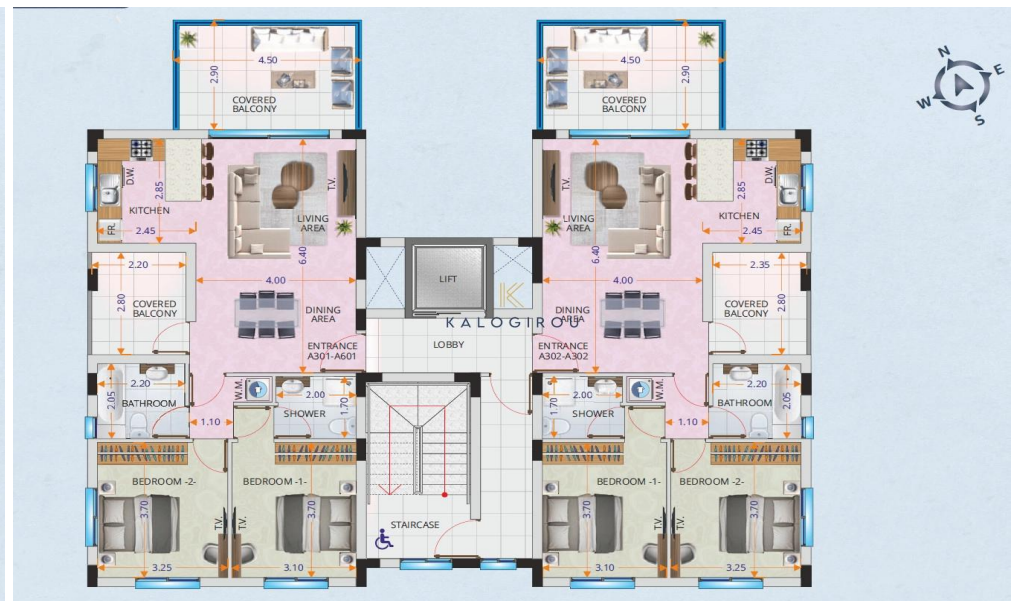 4.50
2.90
COVERED
BALCONY
4.50
2.90
COVERED
BALCONY
N
E
W
S
D.W.
2.85
KITCHEN
FR.
2.45
T.V.
LIVING
AREA
6.40
4.00
DINING
AREA
ENTRANCE
A301-A601
2.20
2.80
COVERED
BALCONY
LIFT
K
KALOGIROU
LOBBY
T.V.
LIVING
AREA
6.40
4.00
DINING
AREA
ENTRANCE
A302-A302
D.W.
2.85
KITCHEN
FR.
2.45
2.35
2.80
COVERED
BALCONY
2.20
2.05
BATHROOM
W.M.
1.10
2.00
1.70
SHOWER
2.00
1.70
SHOWER
W.M.
1.10
2.20
2.05
BATHROOM
BEDROOM -2-
3.70
T.V.
3.25
BEDROOM -1-
3.70
T.V.
3.10
STAIRCASE
BEDROOM -1-
3.70
T.V.
3.10
BEDROOM -2-
3.70
T.V.
3.25